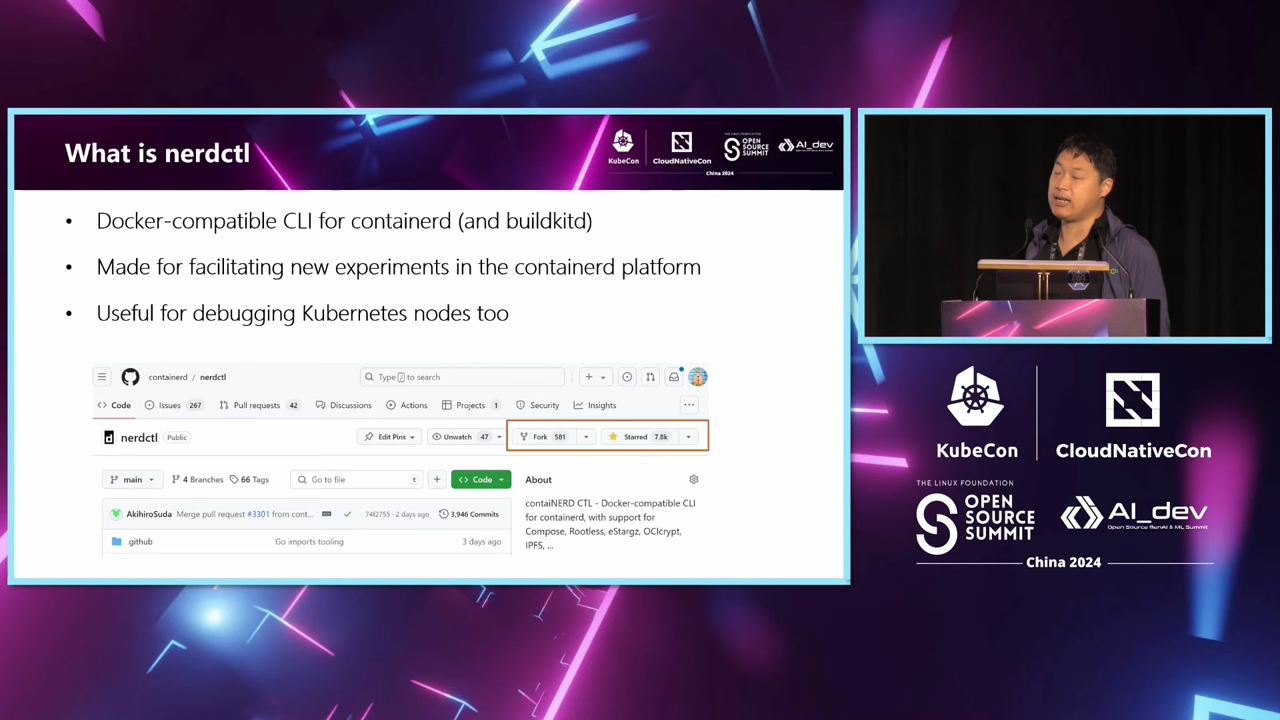 What is nerdctl
KubeCon
CloudNativeCon
THE LINUX FOUNDATION
OPEN
SOURCE
SUMMIT
AI_dev
China 2024
• Docker-compatible CLI for containerd (and buildkitd)
• Made for facilitating new experiments in the containerd platform
• Useful for debugging Kubernetes nodes too
containerd / nerdctl
Type / to search
Code Issues 267 Pull requests 42 Discussions Actions Projects 1 Security Insights
nerdctl Public Edit Pins Unwatch 47 Fork 581 Starred 7.8k
main 4 Branches 66 Tags Go to file t Code
About
AkihiroSuda Merge pull request #3301 from cont... 74f2755 · 2 days ago 3,946 Commits
.github Go imports tooling 3 days ago
contaiNERD CTL - Docker-compatible CLI
for containerd, with support for
Compose, Rootless, eStargz, OCIcrypt,
IPFS, ...
KubeCon
CloudNativeCon
THE LINUX FOUNDATION
OPEN
SOURCE
SUMMIT
AI_dev
Open Source GenAI & ML Summit
China 2024